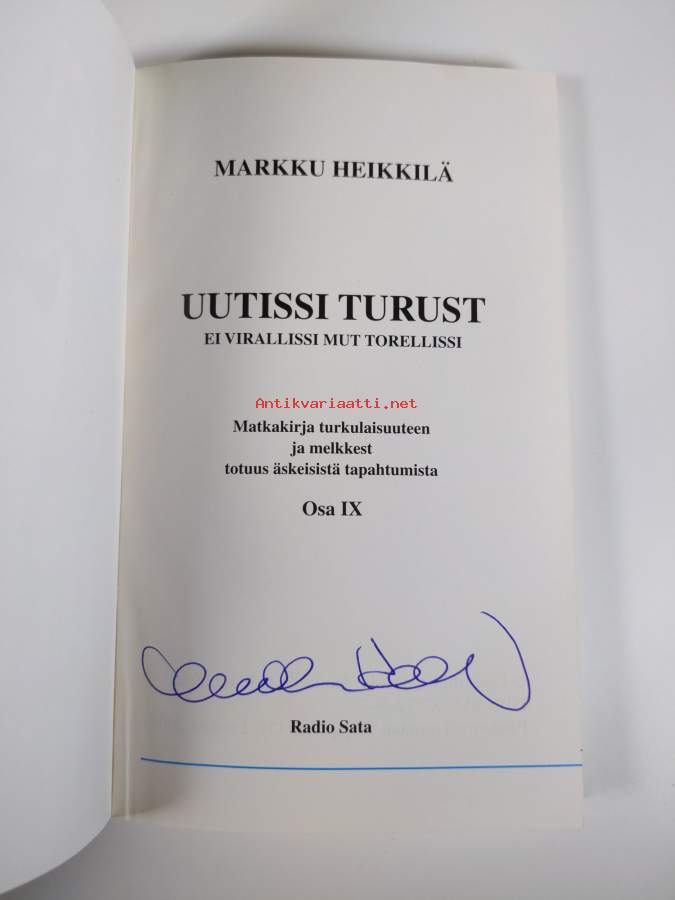 MARKKU HEIKKILÄ
UUTISSI TURUST
EI VIRALLISSI MUT TORELLISSI
Antikvariaatti.net
Matkakirja turkulaisuuteen
ja melkkest
totuus äskeisistä tapahtumista
Osa IX
Radio Sata